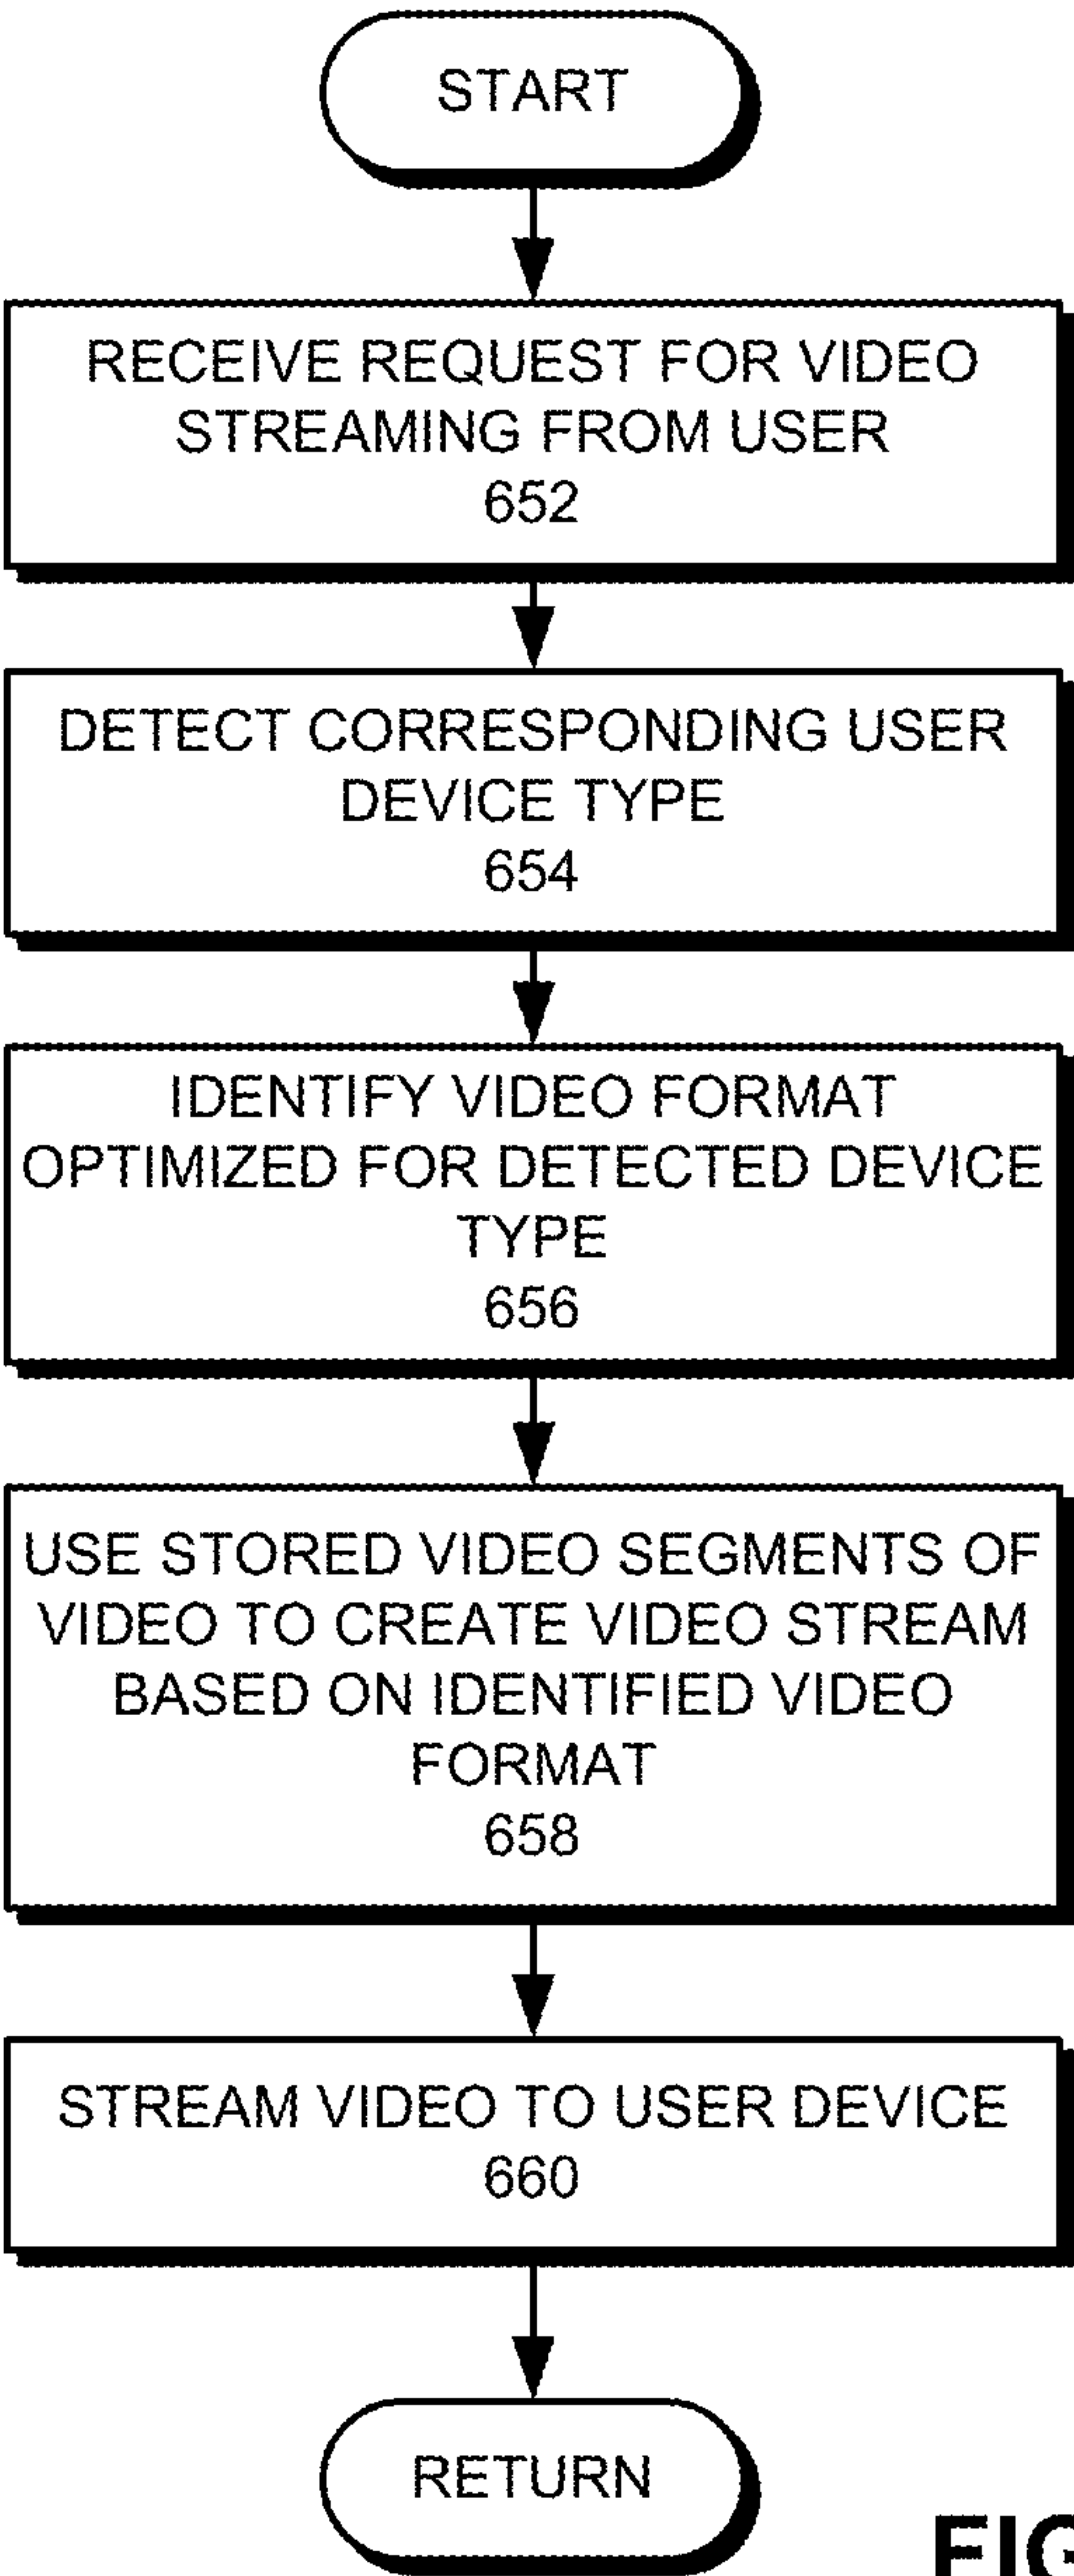 START
RECEIVE REQUEST FOR VIDEO
STREAMING FROM USER
652
DETECT CORRESPONDING USER
DEVICE TYPE
654
IDENTIFY VIDEO FORMAT
OPTIMIZED FOR DETECTED DEVICE
TYPE
656
USE STORED VIDEO SEGMENTS OF
VIDEO TO CREATE VIDEO STREAM
BASED ON IDENTIFIED VIDEO
FORMAT
658
STREAM VIDEO TO USER DEVICE
660
RETURN